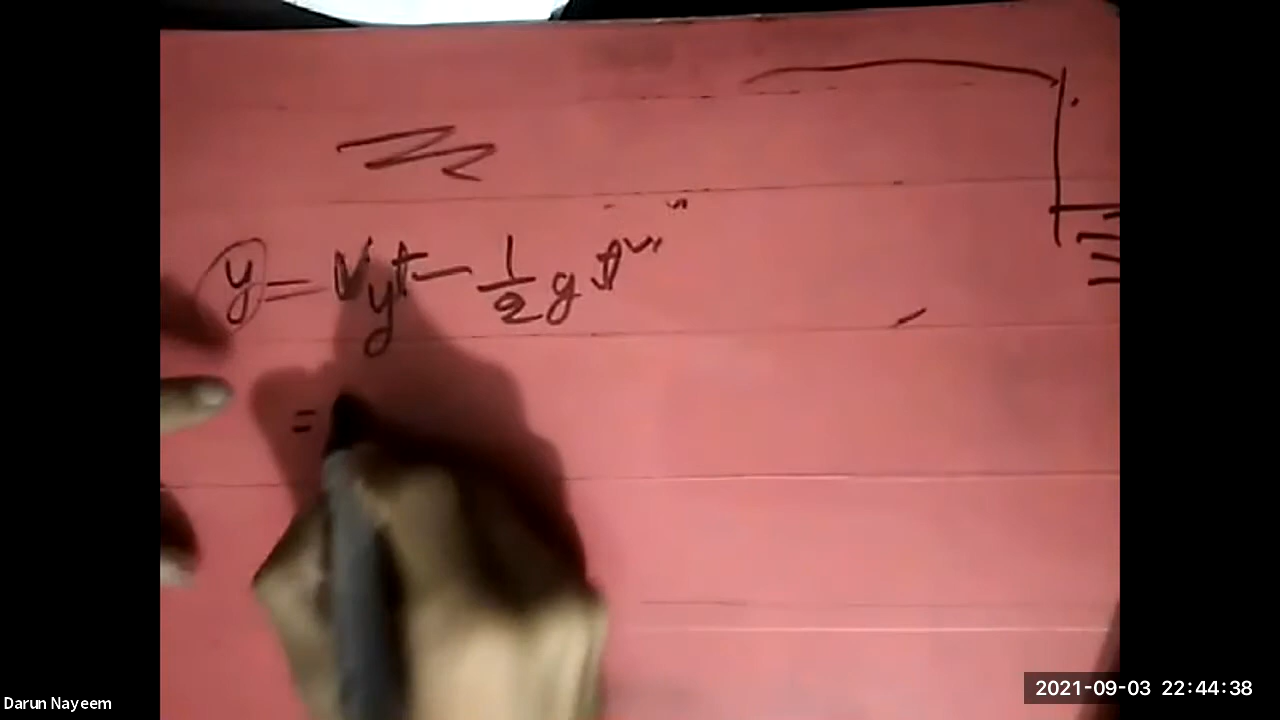 y = Vyt - 1/2 g t²
=
Darun Nayeem
2021-09-03 22:44:38